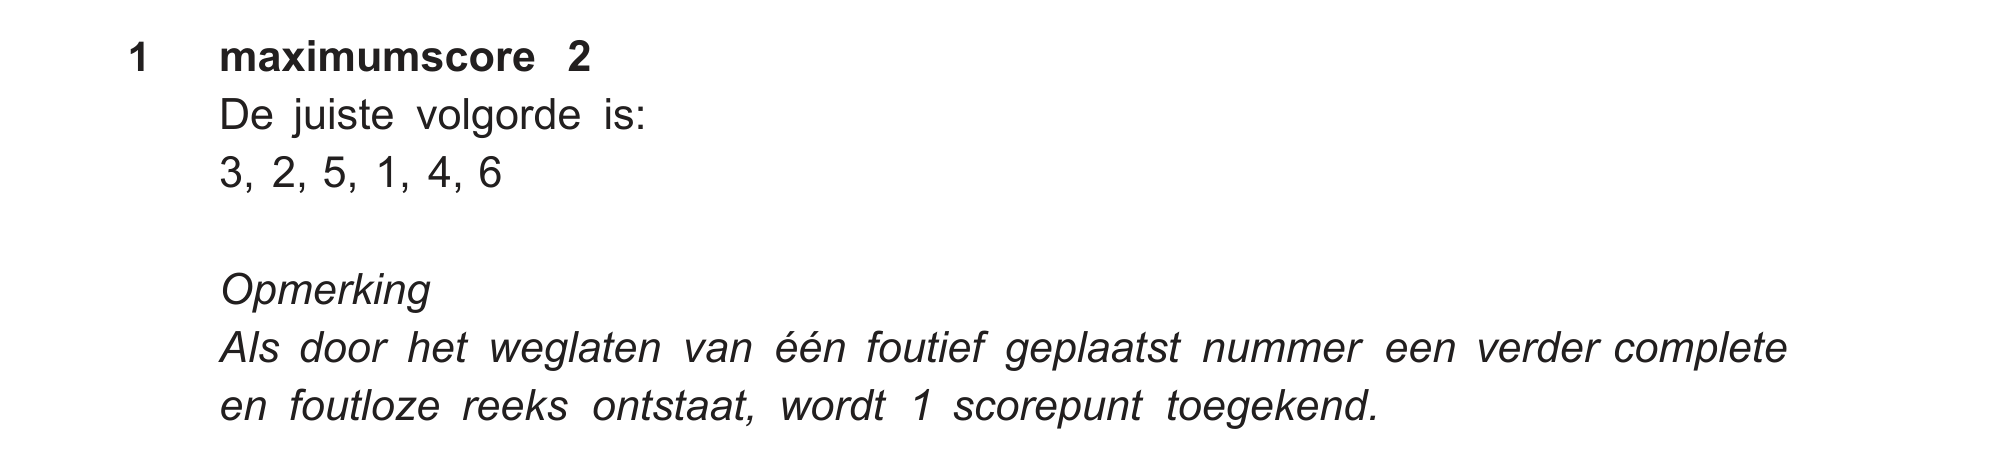 1 maximumscore 2
De juiste volgorde is:
3, 2, 5, 1, 4, 6
Opmerking
Als door het weglaten van één foutief geplaatst nummer een verder complete
en foutloze reeks ontstaat, wordt 1 scorepunt toegekend.